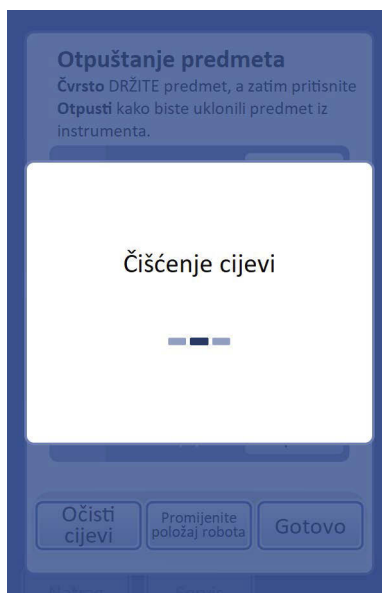 Otpuštanje predmeta
Čvrsto DRŽITE predmet, a zatim pritisnite
Otpusti kako biste uklonili predmet iz
instrumenta.
Čišćenje cijevi
Očisti
cijevi
Promijenite
položaj robota
Gotovo